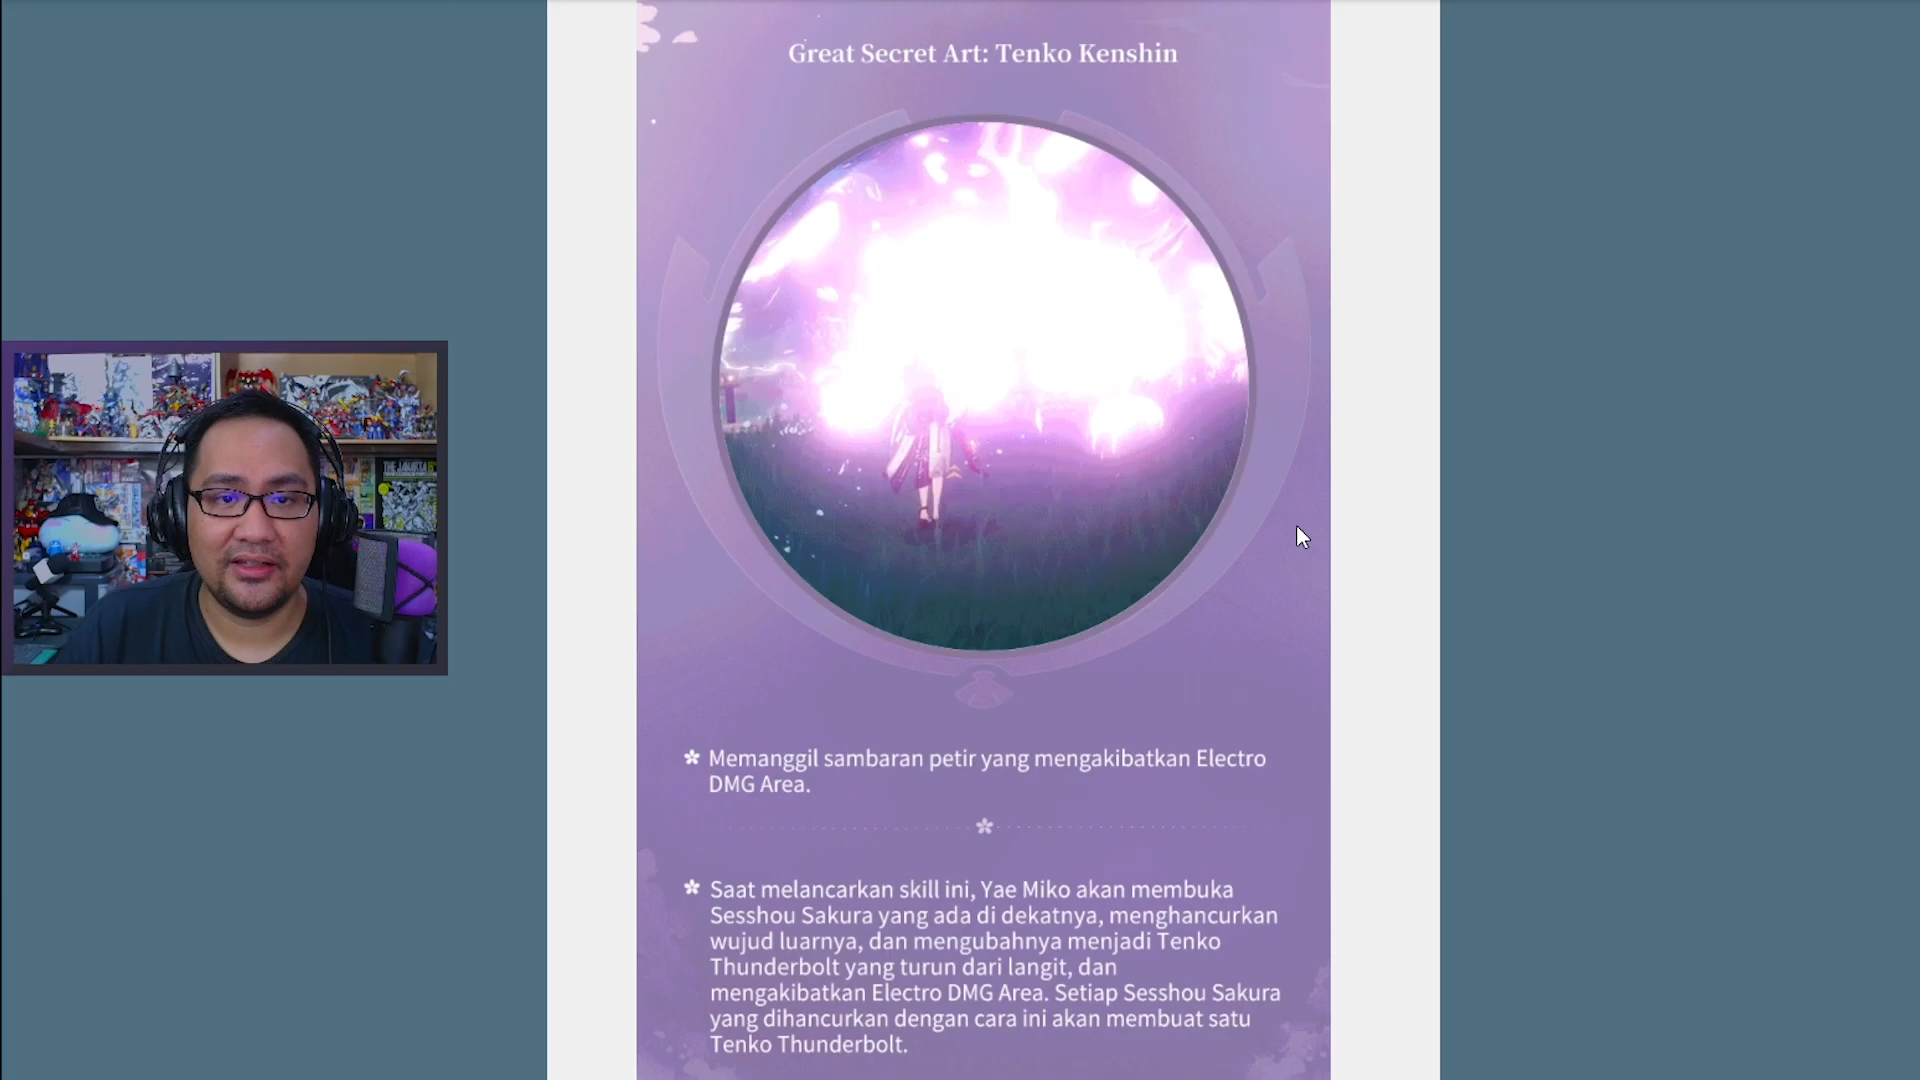 Great Secret Art: Tenko Kenshin
THE JAKARTA
Memanggil sambaran petir yang mengakibatkan Electro
DMG Area.
Saat melancarkan skill ini, Yae Miko akan membuka
Sesshou Sakura yang ada di dekatnya, menghancurkan
wujud luarnya, dan mengubahnya menjadi Tenko
Thunderbolt yang turun dari langit, dan
mengakibatkan Electro DMG Area. Setiap Sesshou Sakura
yang dihancurkan dengan cara ini akan membuat satu
Tenko Thunderbolt.